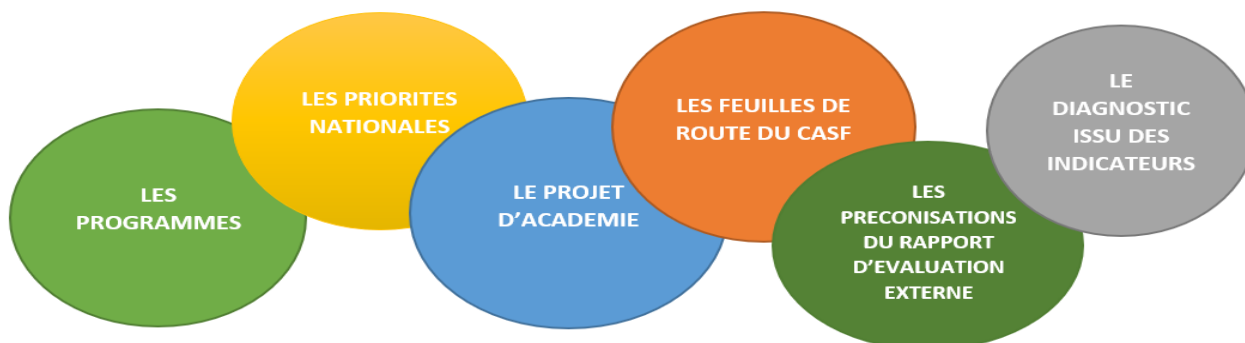 LES
PROGRAMMES
LES PRIORITES
NATIONALES
LE PROJET
D’ACADEMIE
LES FEUILLES DE
ROUTE DU CASF
LES
PRECONISATIONS
DU RAPPORT
D’EVALUATION
EXTERNE
LE
DIAGNOSTIC
ISSU DES
INDICATEURS